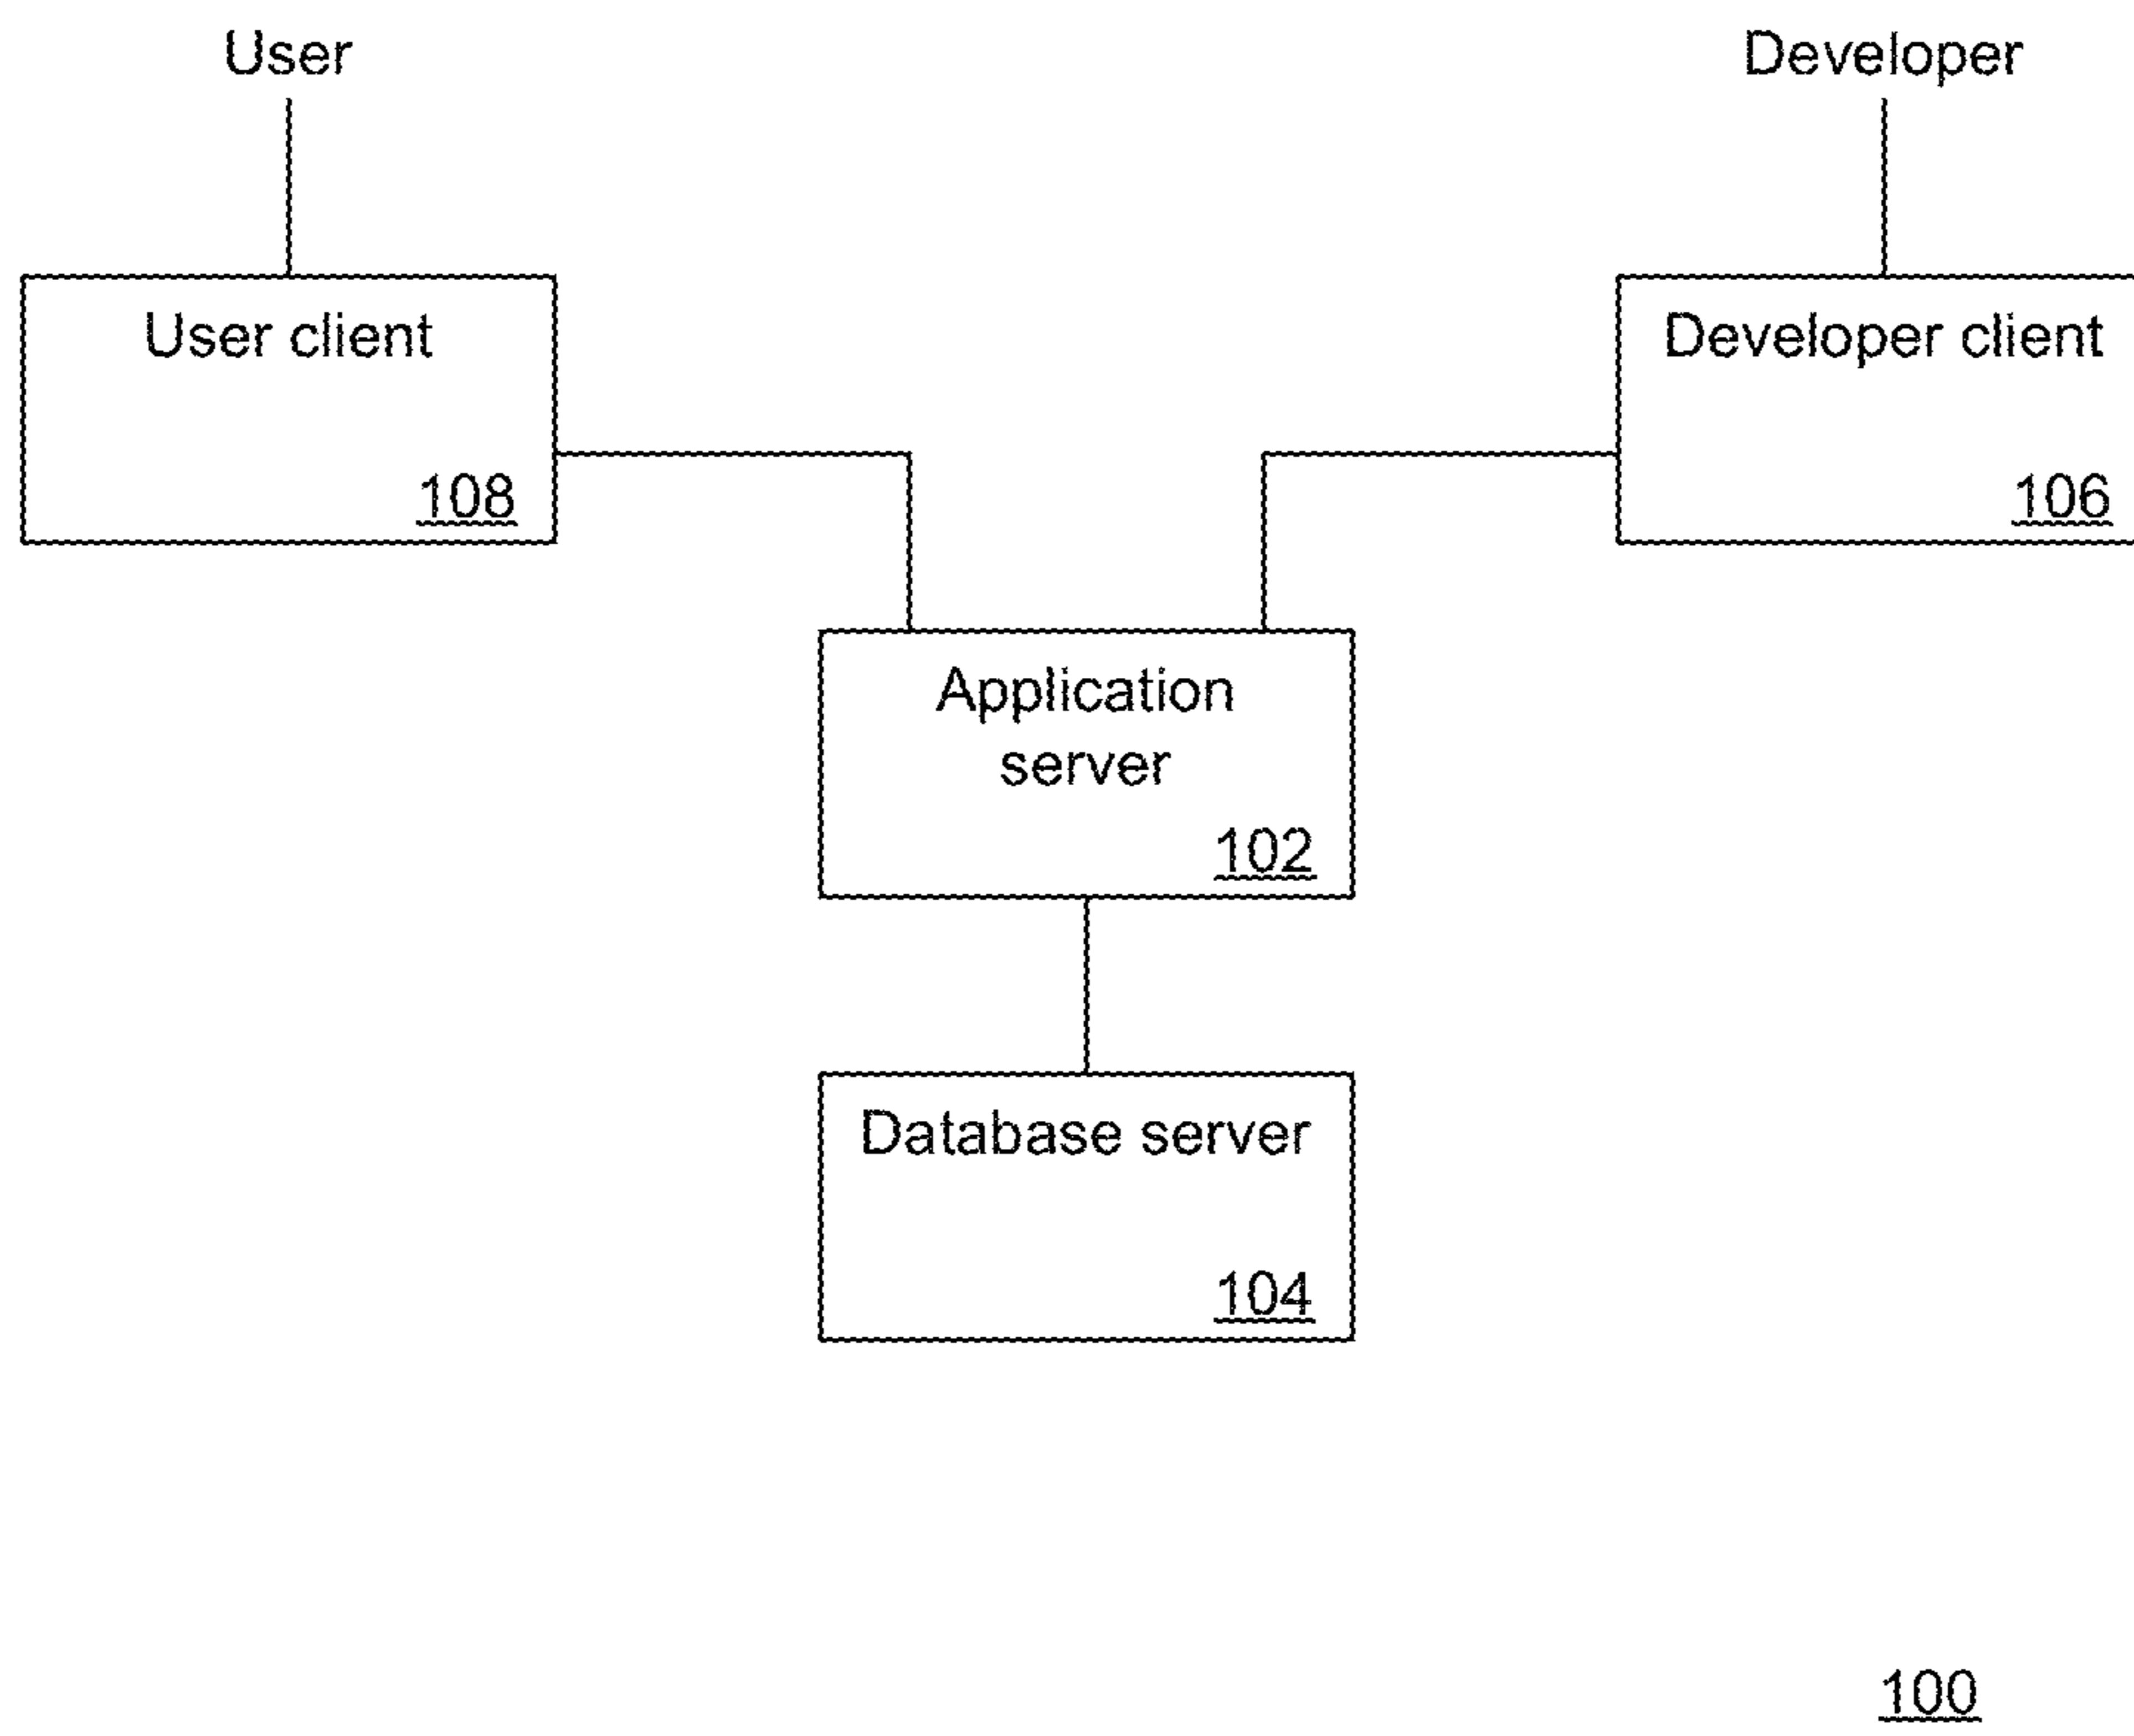 User
Developer
User client
108
Developer client
106
Application
server
102
Database server
104
100